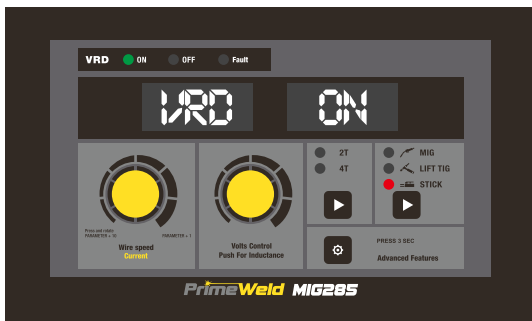 VRD ON OFF Fault
VRD ON
2T
4T
MIG
LIFT TIG
STICK
Press and rotate
PARAMETER + 10
PARAMETER + 1
Wire speed
Current
Volts Control
Push For Inductance
PRESS 3 SEC
Advanced Features
PrimeWeld MIG285